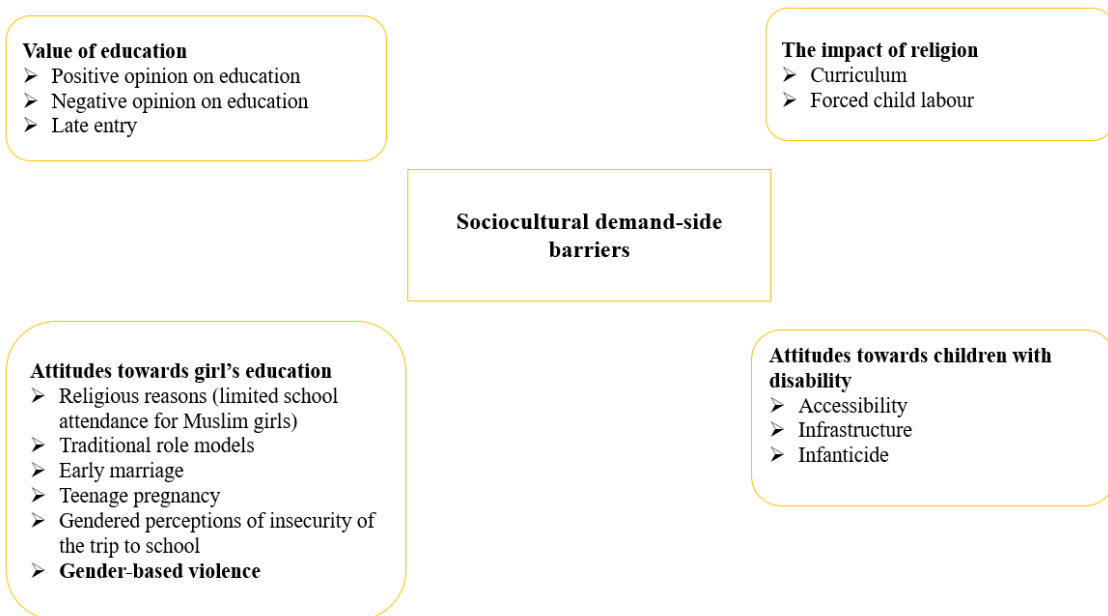 Value of education
➢ Positive opinion on education
➢ Negative opinion on education
➢ Late entry
The impact of religion
➢ Curriculum
➢ Forced child labour
Sociocultural demand-side
barriers
Attitudes towards girl’s education
➢ Religious reasons (limited school
attendance for Muslim girls)
➢ Traditional role models
➢ Early marriage
➢ Teenage pregnancy
➢ Gendered perceptions of insecurity of
the trip to school
➢ Gender-based violence
Attitudes towards children with
disability
➢ Accessibility
➢ Infrastructure
➢ Infanticide